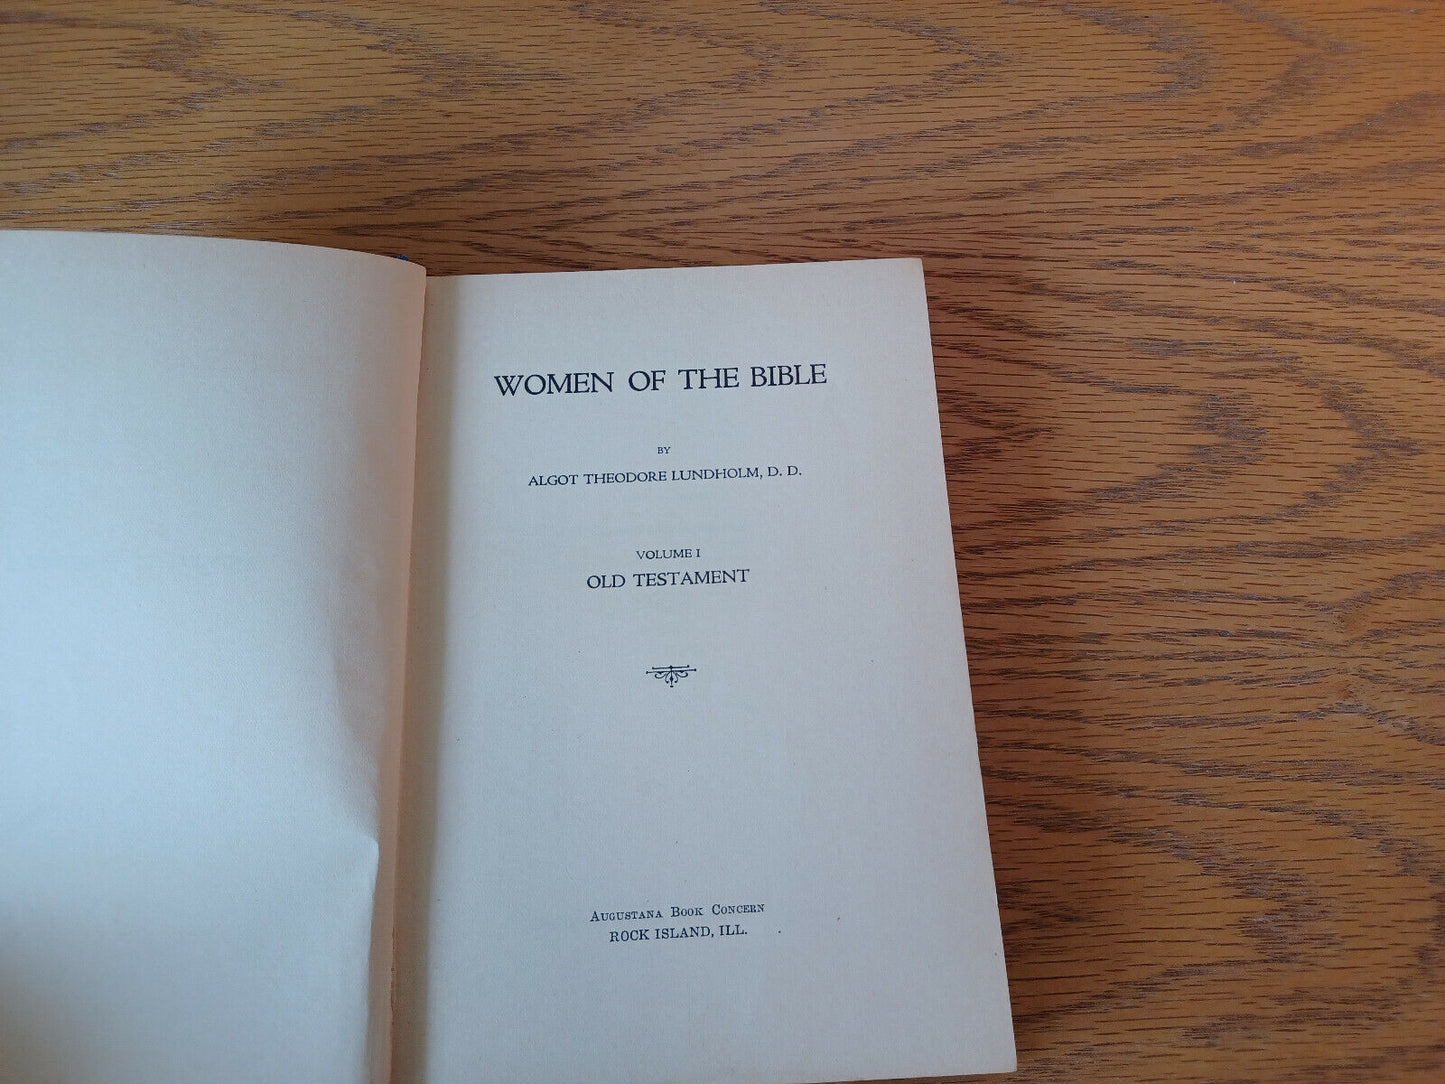 WOMEN OF THE BIBLE
BY
ALGOT THEODORE LUNDHOLM, D. D.
VOLUME I
OLD TESTAMENT
AUGUSTANA BOOK CONCERN
ROCK ISLAND, ILL.